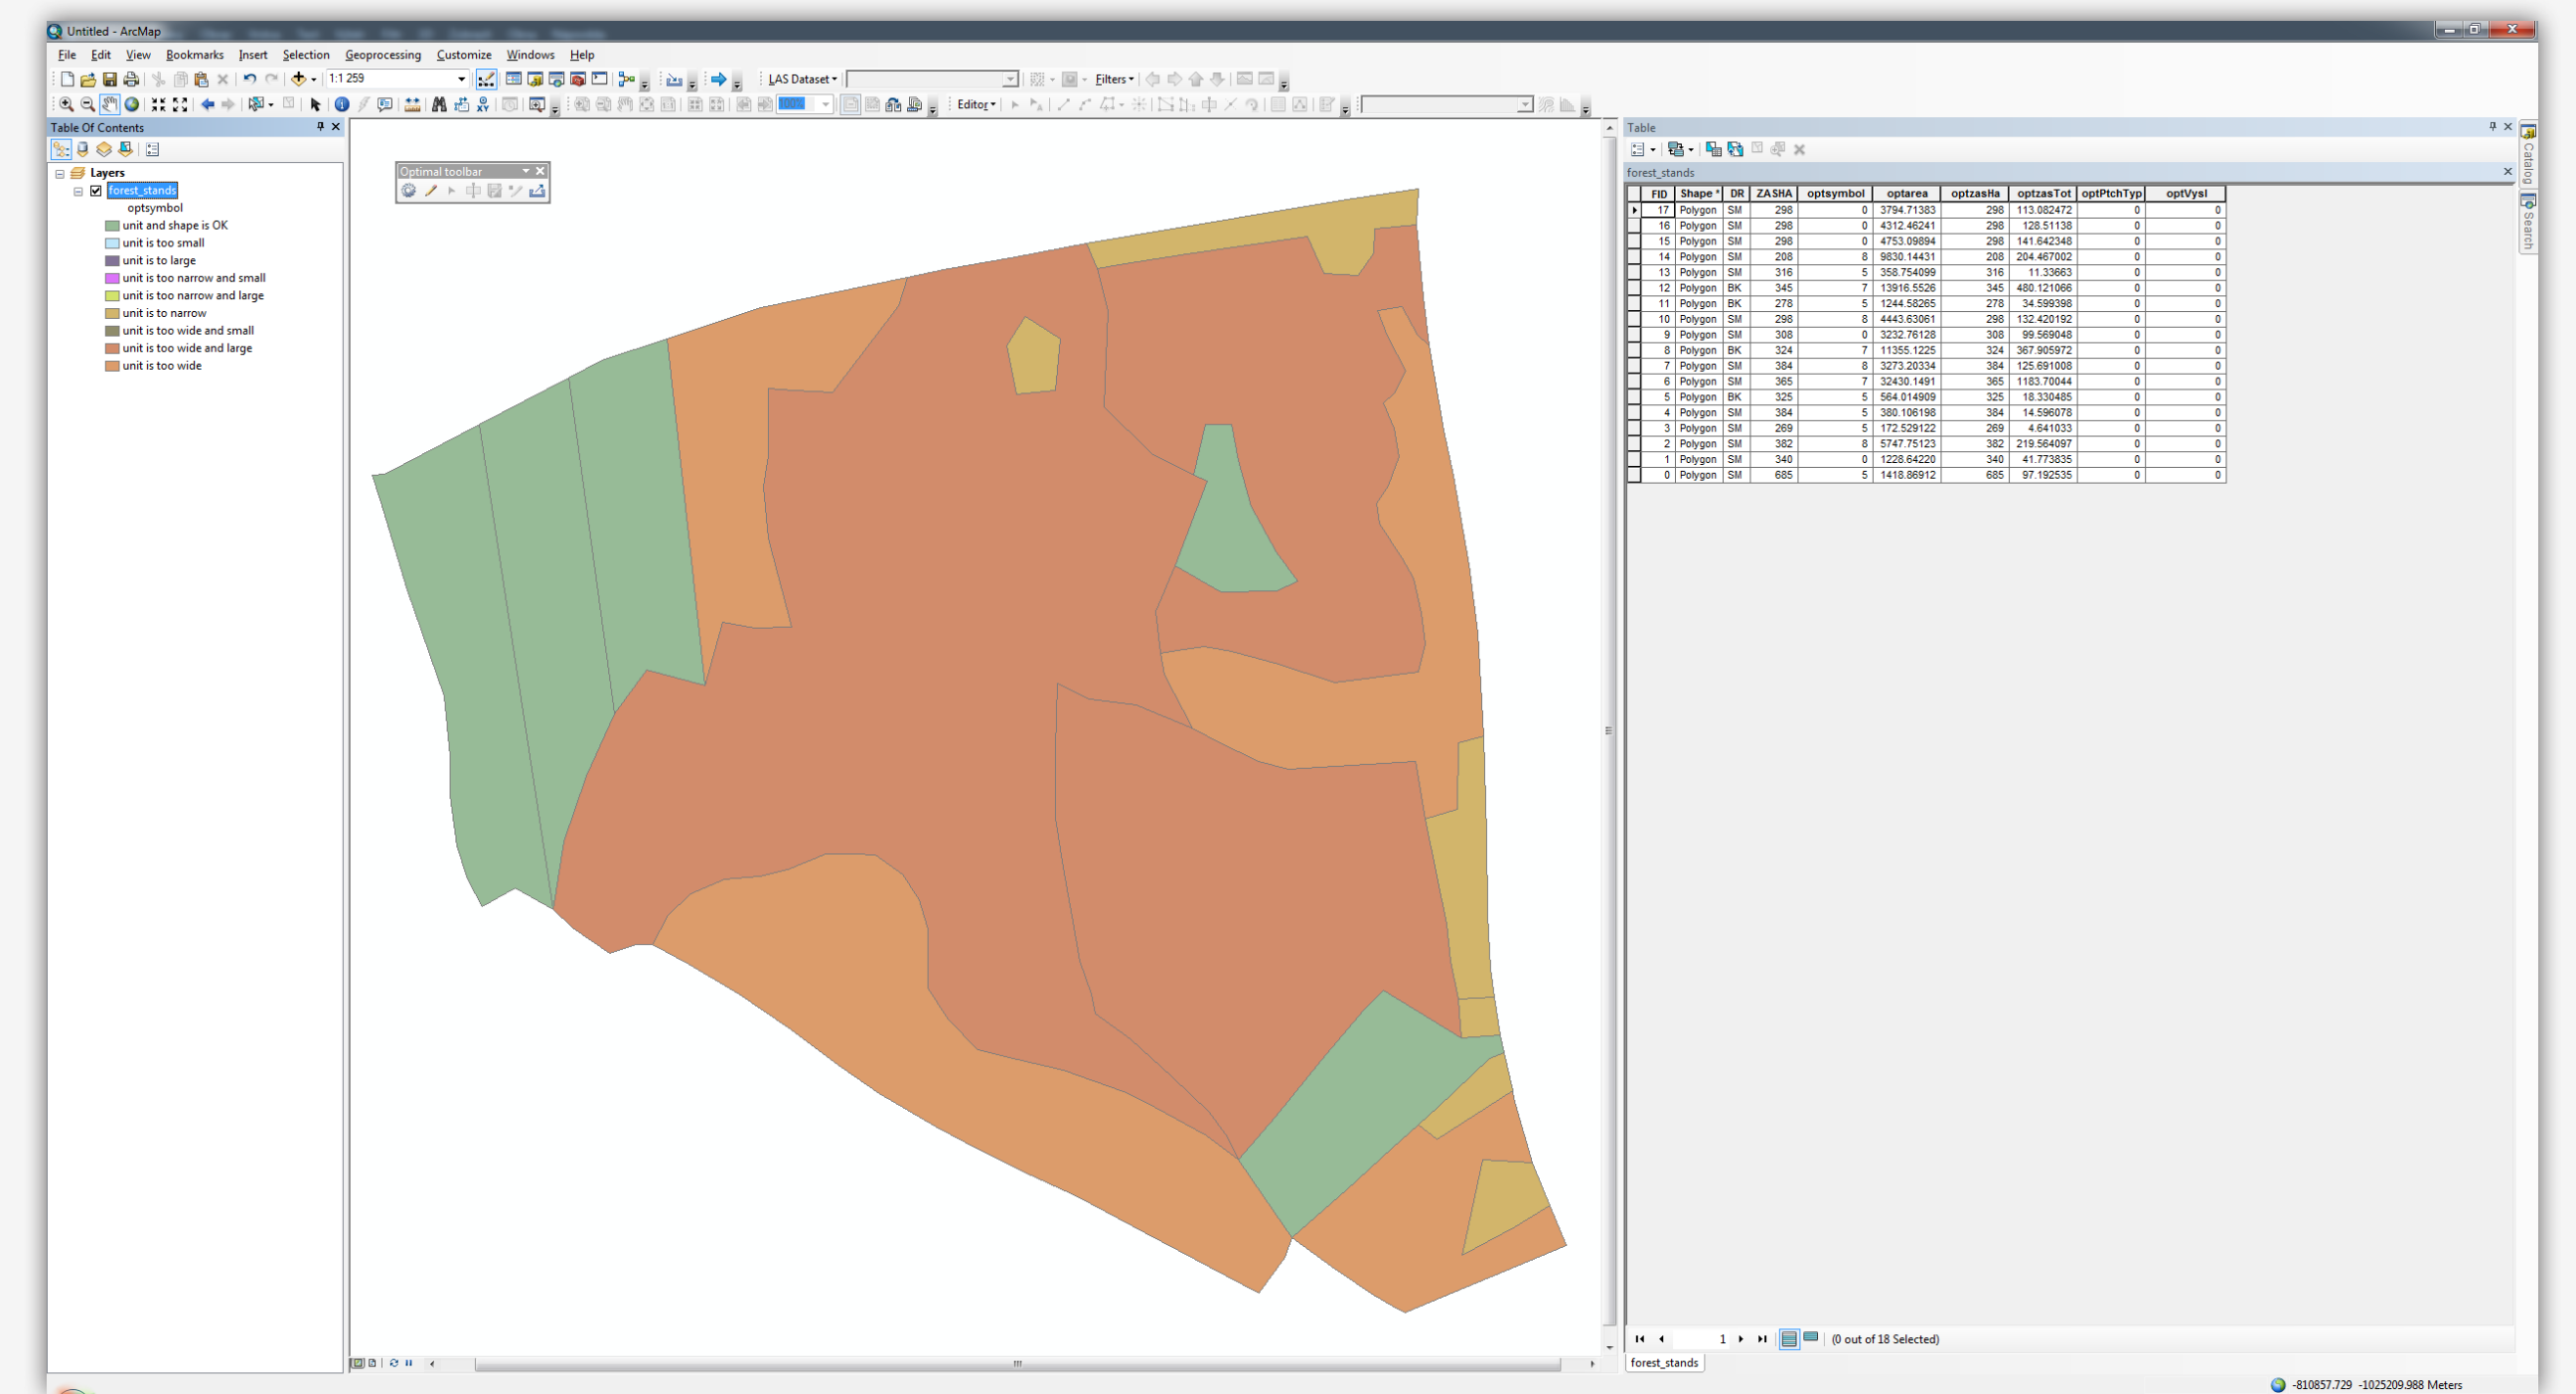 Untitled - ArcMap
File Edit View Bookmarks Insert Selection Geoprocessing Customize Windows Help
1:1 259 LAS Dataset Filters
100% Editor
Table Of Contents
Layers
forest_stands
optsymbol
unit and shape is OK
unit is too small
unit is to large
unit is too narrow and small
unit is too narrow and large
unit is to narrow
unit is too wide and small
unit is too wide and large
unit is too wide
Optimal toolbar
Table
forest_stands
FID Shape * DR ZASHA optsymbol optarea optzasHa optzasTot optPtchTyp optVysl
17 Polygon SM 298 0 3794.71383 298 113.082472 0 0
16 Polygon SM 298 0 4312.46241 298 128.51138 0 0
15 Polygon SM 298 0 4753.09894 298 141.642348 0 0
14 Polygon SM 208 8 9830.14431 208 204.467002 0 0
13 Polygon SM 316 5 358.754099 316 11.33663 0 0
12 Polygon BK 345 7 13916.5526 345 480.121066 0 0
11 Polygon BK 278 5 1244.58265 278 34.599398 0 0
10 Polygon SM 298 8 4443.63061 298 132.420192 0 0
9 Polygon SM 308 0 3232.76128 308 99.569048 0 0
8 Polygon BK 324 7 11355.1225 324 367.905972 0 0
7 Polygon SM 384 8 3273.20334 384 125.691008 0 0
6 Polygon SM 365 7 32430.1491 365 1183.70044 0 0
5 Polygon BK 325 5 564.014909 325 18.330485 0 0
4 Polygon SM 384 5 380.106198 384 14.596078 0 0
3 Polygon SM 269 5 172.529122 269 4.641033 0 0
2 Polygon SM 382 8 5747.75123 382 219.564097 0 0
1 Polygon SM 340 0 1228.64220 340 41.773835 0 0
0 Polygon SM 685 5 1418.86912 685 97.192535 0 0
Catalog
Search
1 (0 out of 18 Selected)
forest_stands
-810857.729 -1025209.988 Meters